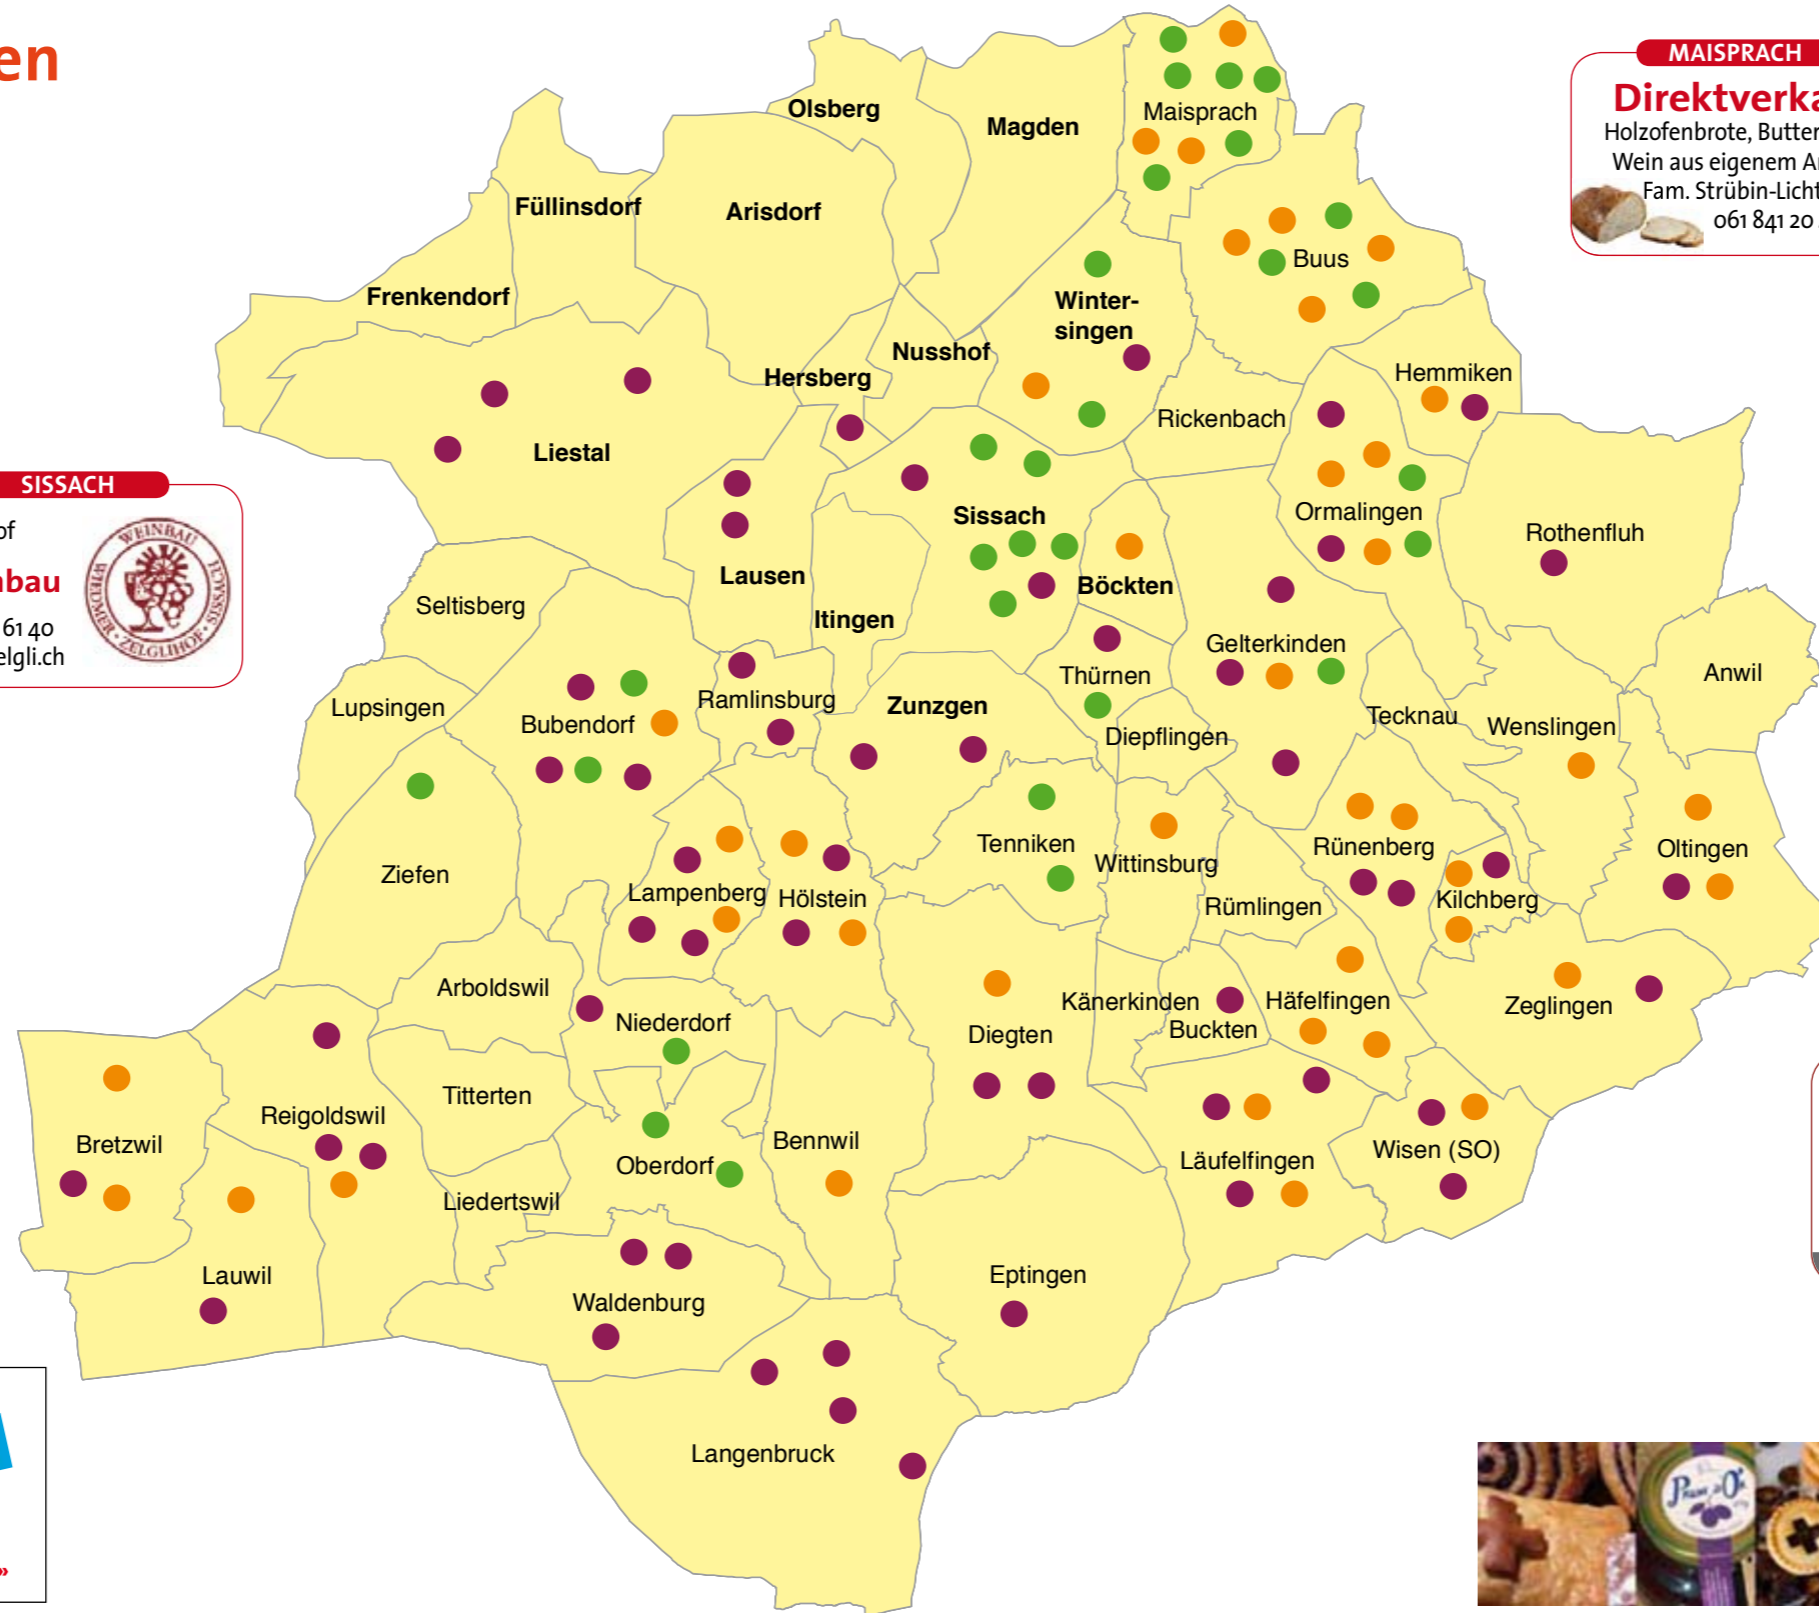 en
MAISPRACH
Direktverka
Holzofenbrote, Butter
Wein aus eigenem A
Fam. Strübin-Licht
061 841 20
SISSACH
of
bau
61 40
elgli.ch
WEINBAU
WIEDMER · ZELGLIHOF · SISSACH
Olsberg
Magden
Maisprach
Füllinsdorf
Arisdorf
Frenkendorf
Buus
Winter-
singen
Nusshof
Hersberg
Hemmiken
Rickenbach
Liestal
Sissach
Ormalingen
Rothenfluh
Lausen
Böckten
Itingen
Seltisberg
Gelterkinden
Thürnen
Anwil
Lupsingen
Bubendorf
Ramlinsburg
Zunzgen
Diepflingen
Tecknau
Wenslingen
Tenniken
Wittinsburg
Rünenberg
Oltingen
Ziefen
Lampenberg
Hölstein
Rümlingen
Kilchberg
Arboldswil
Niederdorf
Diegten
Känerkinden
Buckten
Häfelfingen
Zeglingen
Titterten
Reigoldswil
Bretzwil
Bennwil
Oberdorf
Läufelfingen
Wisen (SO)
Liedertswil
Lauwil
Waldenburg
Eptingen
Langenbruck
»